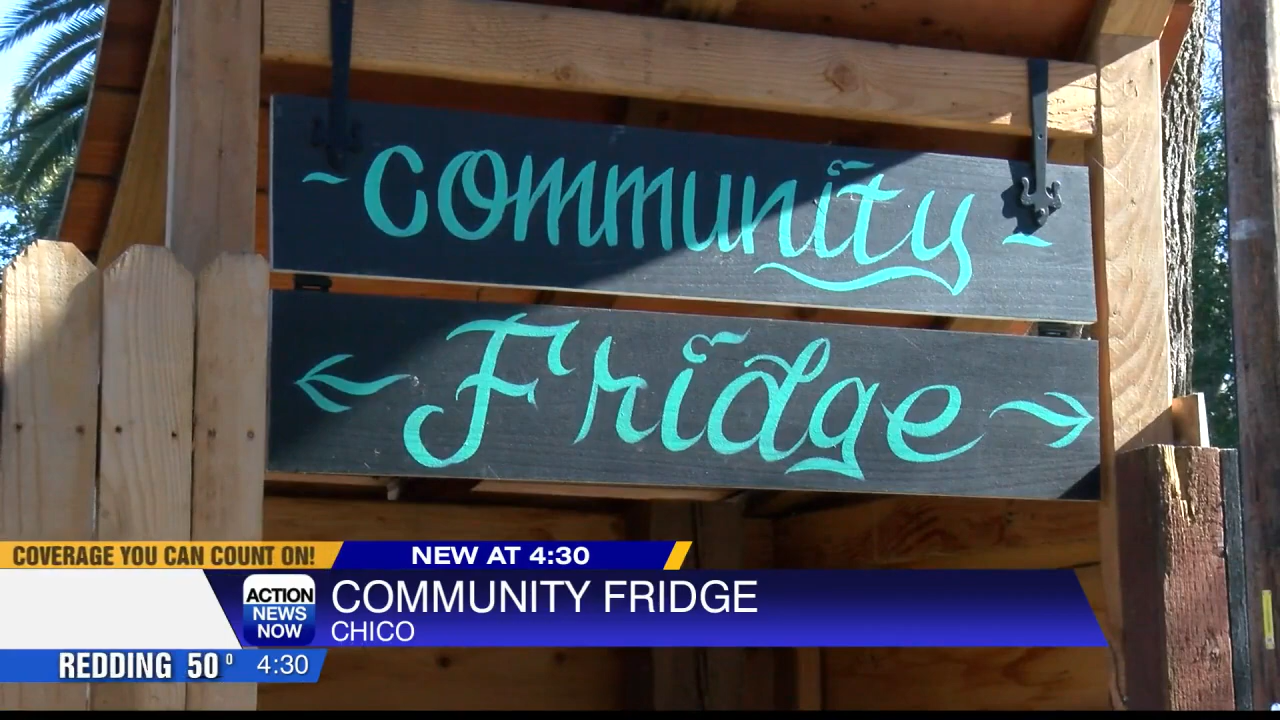 ~community~
Fridge
COVERAGE YOU CAN COUNT ON!
NEW AT 4:30
ACTION
NEWS
NOW
COMMUNITY FRIDGE
CHICO
REDDING 50° 4:30